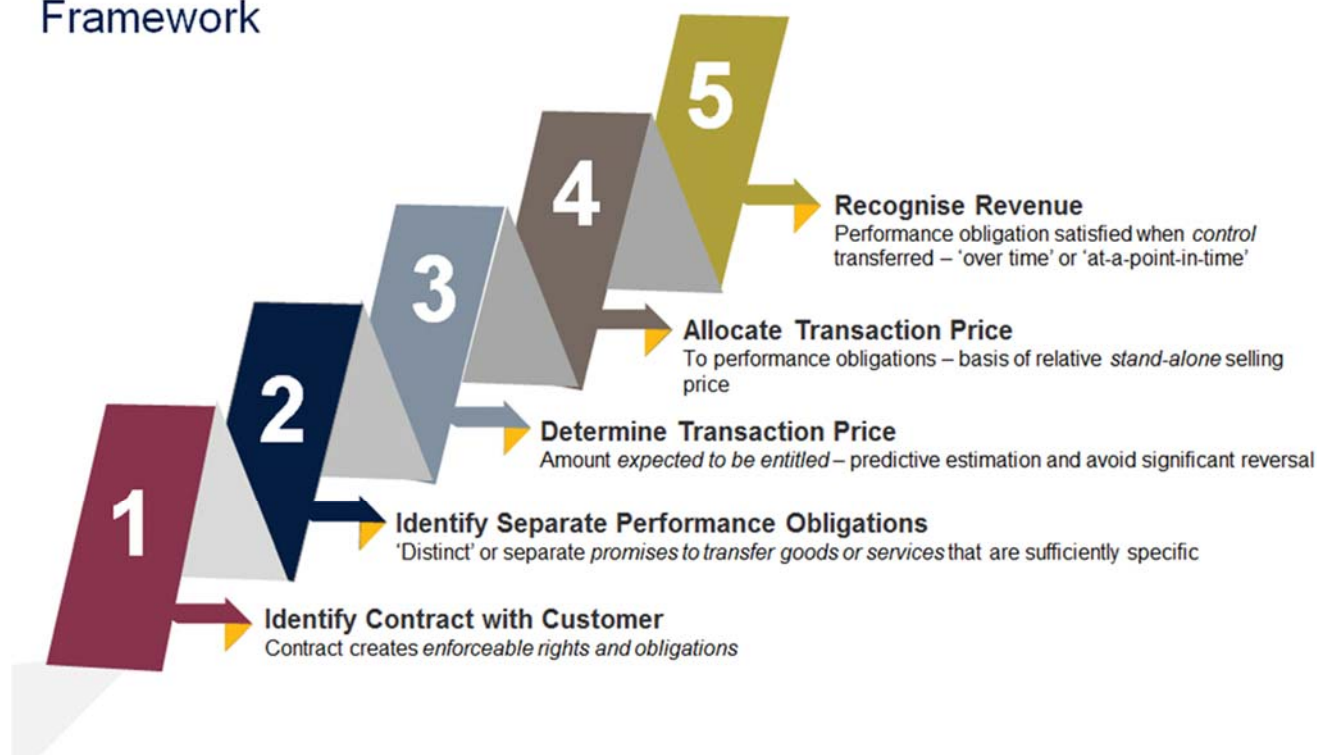 Framework
5
Recognise Revenue
Performance obligation satisfied when control
transferred – ‘over time’ or ‘at-a-point-in-time’
4
Allocate Transaction Price
To performance obligations – basis of relative stand-alone selling
price
3
Determine Transaction Price
Amount expected to be entitled – predictive estimation and avoid significant reversal
2
Identify Separate Performance Obligations
‘Distinct’ or separate promises to transfer goods or services that are sufficiently specific
1
Identify Contract with Customer
Contract creates enforceable rights and obligations